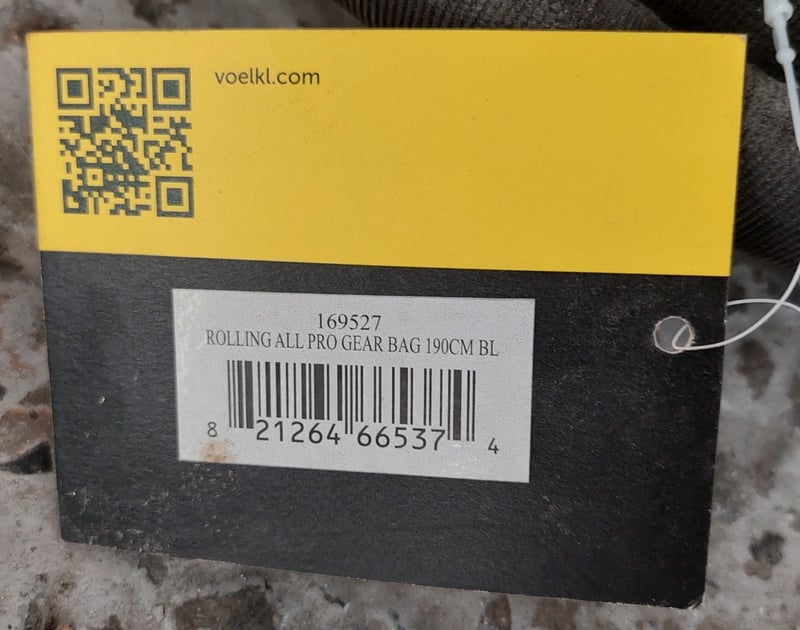 voelkl.com
169527
ROLLING ALL PRO GEAR BAG 190CM BL
8 21264 66537 4